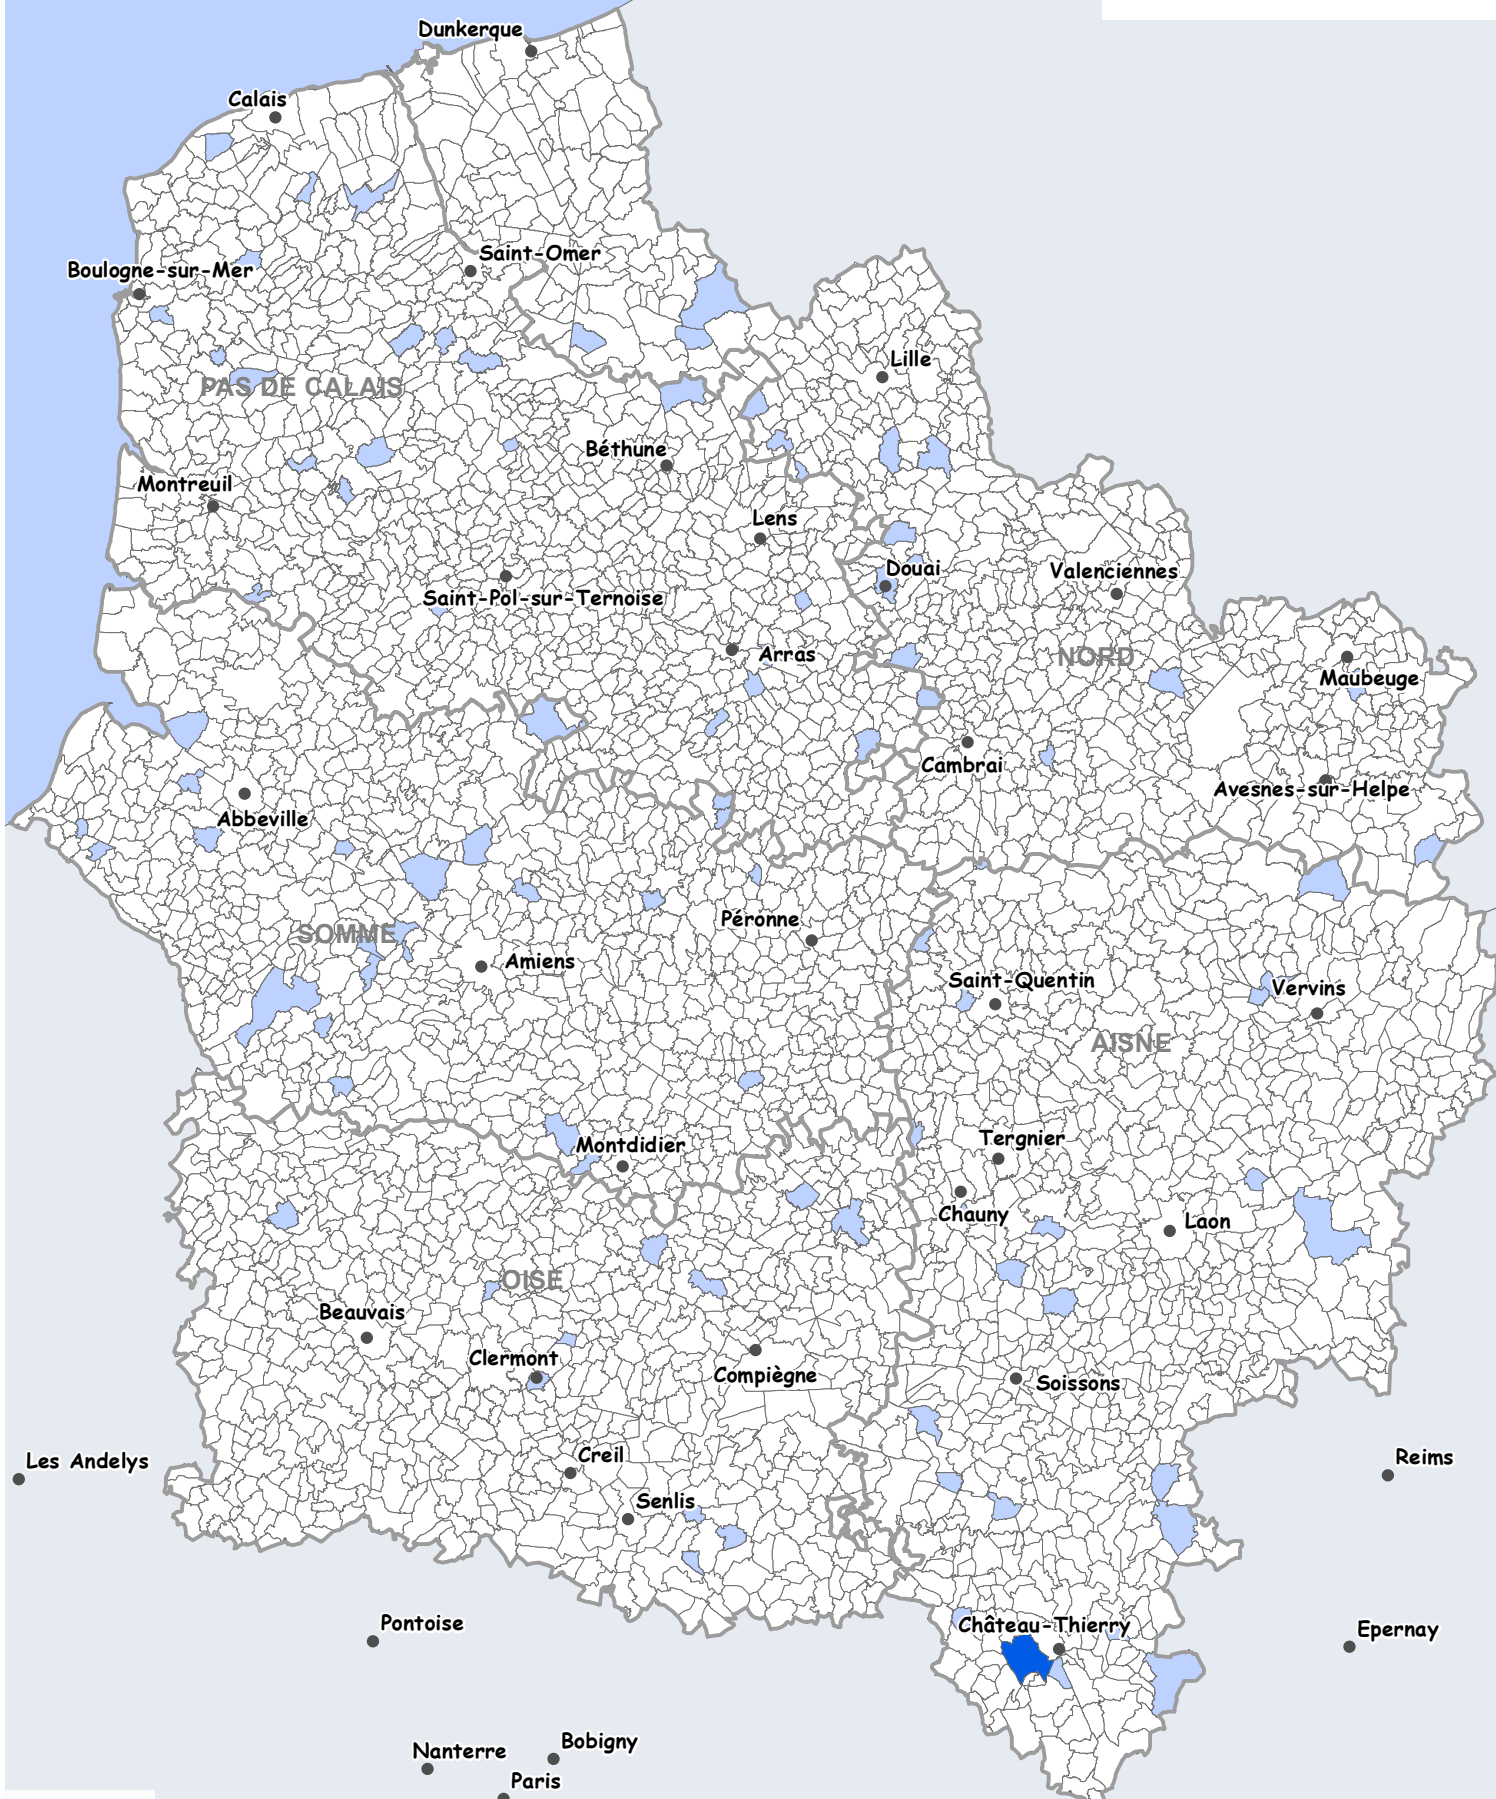 Dunkerque
Calais
Saint-Omer
Boulogne-sur-Mer
Lille
PAS DE CALAIS
Béthune
Montreuil
Lens
Douai
Valenciennes
Saint-Pol-sur-Ternoise
Arras
NORD
Maubeuge
Cambrai
Avesnes-sur-Helpe
Abbeville
Péronne
SOMME
Amiens
Saint-Quentin
Vervins
AISNE
Montdidier
Tergnier
Chauny
Laon
OISE
Beauvais
Clermont
Compiègne
Soissons
Les Andelys
Creil
Reims
Senlis
Pontoise
Château-Thierry
Epernay
Nanterre
Bobigny
Paris